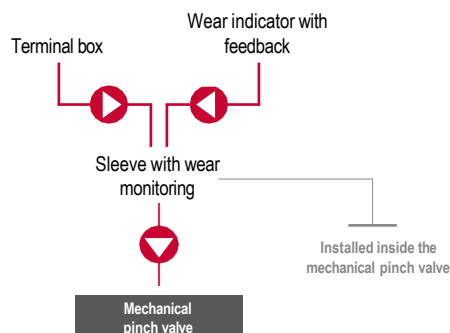 Wear indicator with
feedback
Terminal box
Sleeve with wear
monitoring
Installed inside the
mechanical pinch valve
Mechanical
pinch valve